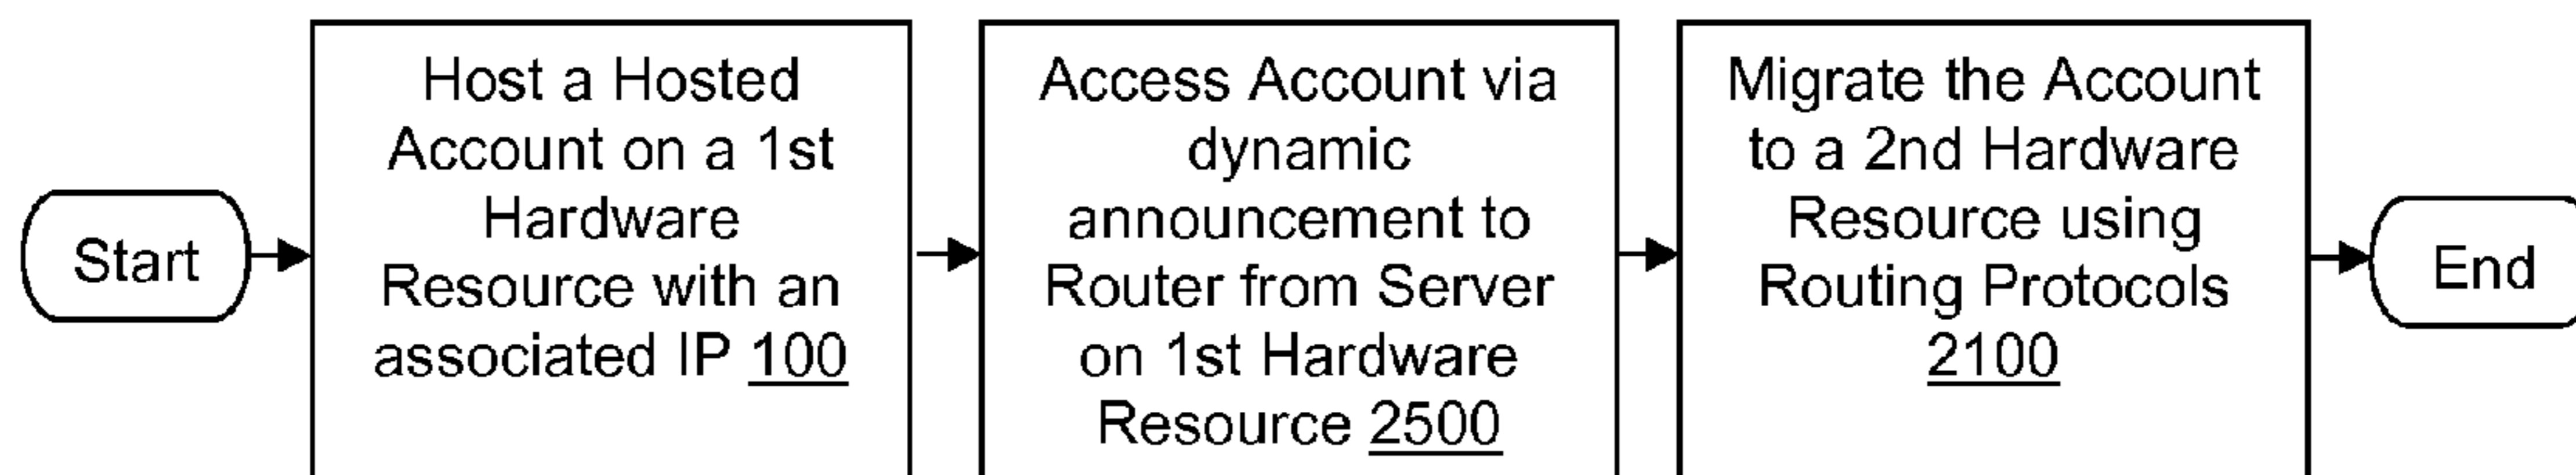 Start
Host a Hosted
Account on a 1st
Hardware
Resource with an
associated IP 100
Access Account via
dynamic
announcement to
Router from Server
on 1st Hardware
Resource 2500
Migrate the Account
to a 2nd Hardware
Resource using
Routing Protocols
2100
End